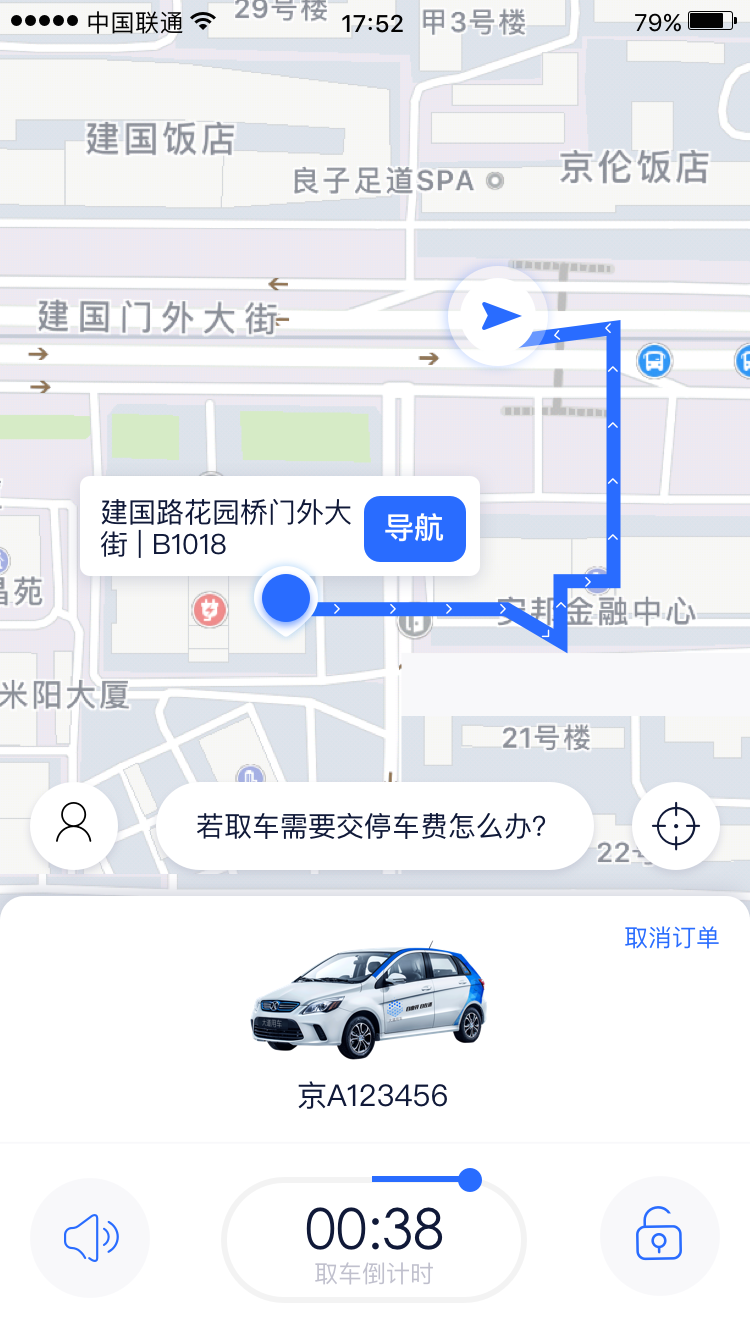 中国联通
17:52
79%
29号楼
甲3号楼
建国饭店
京伦饭店
良子足道SPA
建国门外大街
建国路花园桥门外大
街 | B1018
导航
昌苑
安邦金融中心
米阳大厦
21号楼
若取车需要交停车费怎么办?
22
取消订单
京A123456
00:38
取车倒计时